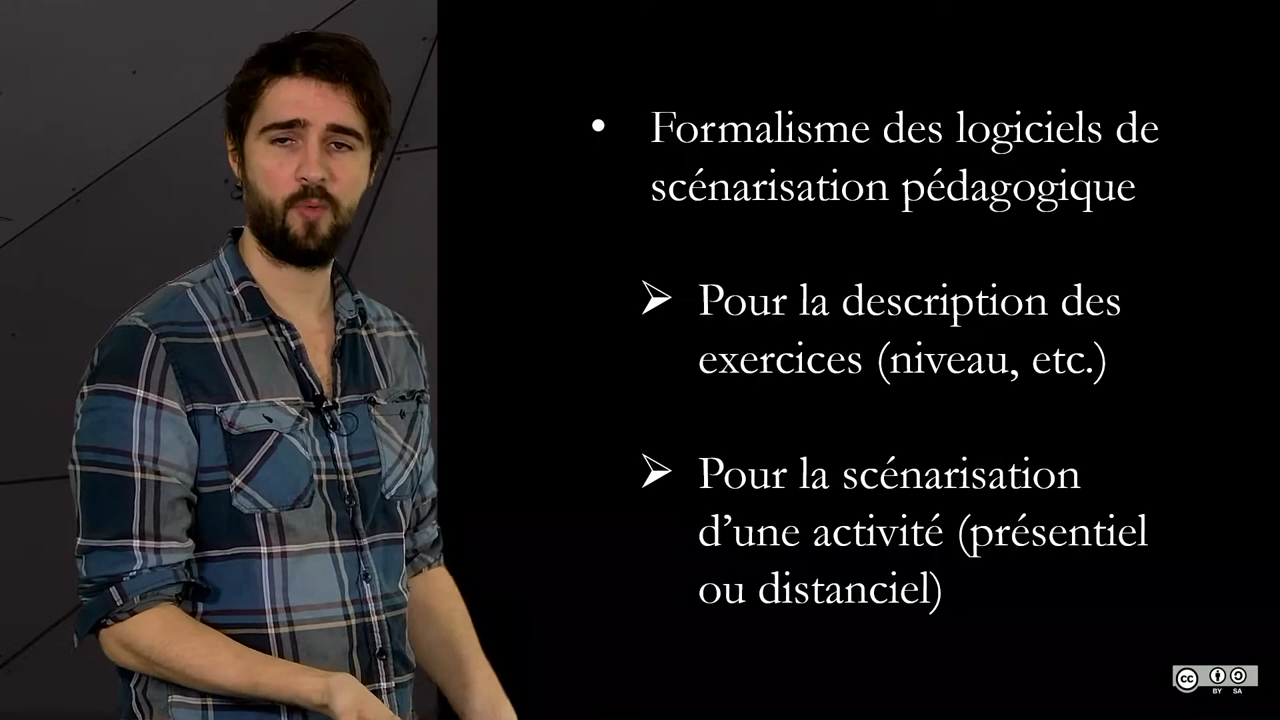 • Formalisme des logiciels de
scénarisation pédagogique
➢ Pour la description des
exercices (niveau, etc.)
➢ Pour la scénarisation
d’une activité (présentiel
ou distanciel)
cc
BY SA